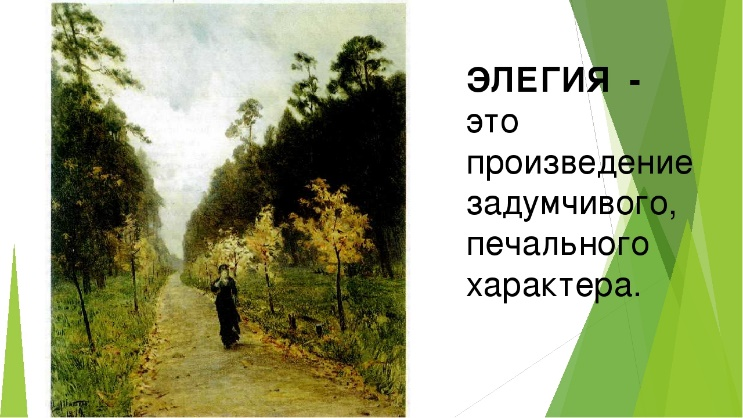 ЭЛЕГИЯ -
это
произведение
задумчивого,
печального
характера.